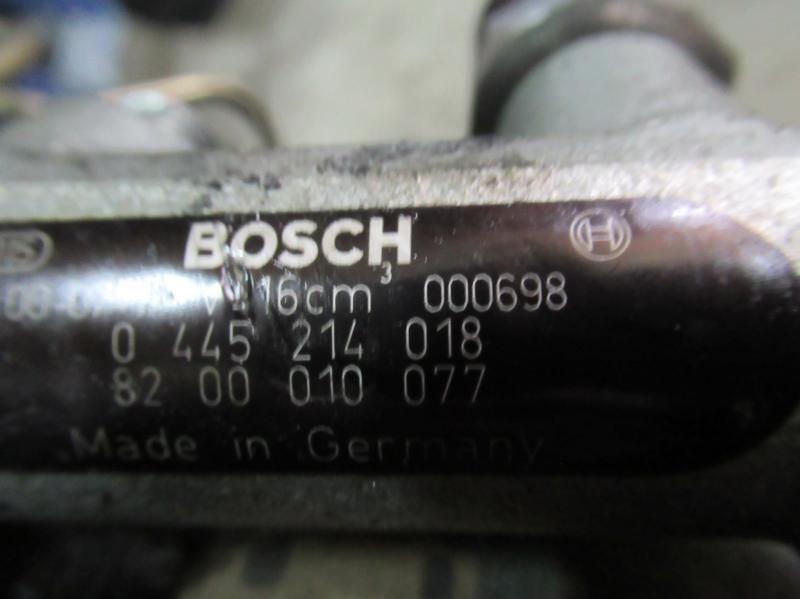 BOSCH
16cm³ 000698
0 445 214 018
82 00 010 077
Made in Germany